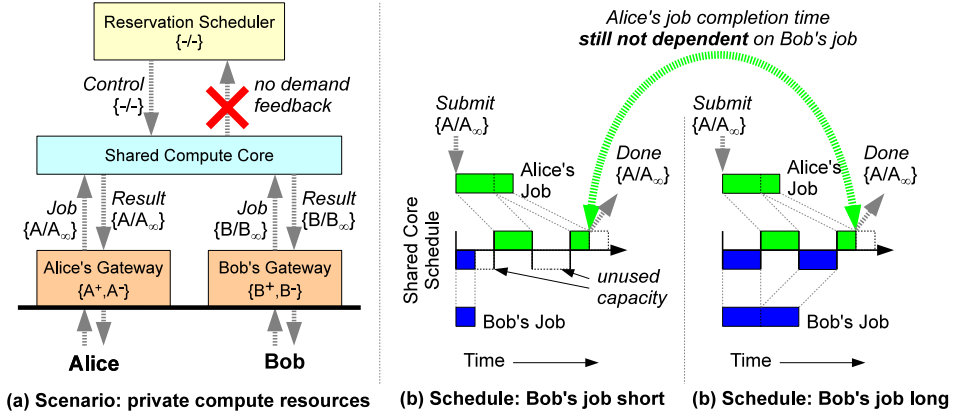 Reservation Scheduler
{-/-}
Control
{-/-}
no demand
feedback
Shared Compute Core
Job
{A/A∞}
Result
{A/A∞}
Job
{B/B∞}
Result
{B/B∞}
Alice's Gateway
{A⁺,A⁻}
Bob's Gateway
{B⁺,B⁻}
Alice
Bob
(a) Scenario: private compute resources
Alice's job completion time
still not dependent on Bob's job
Submit
{A/A∞}
Alice's
Job
Done
{A/A∞}
Shared Core
Schedule
unused
capacity
Bob's Job
Time
(b) Schedule: Bob's job short
Submit
{A/A∞}
Alice's
Job
Done
{A/A∞}
Bob's Job
Time
(b) Schedule: Bob's job long